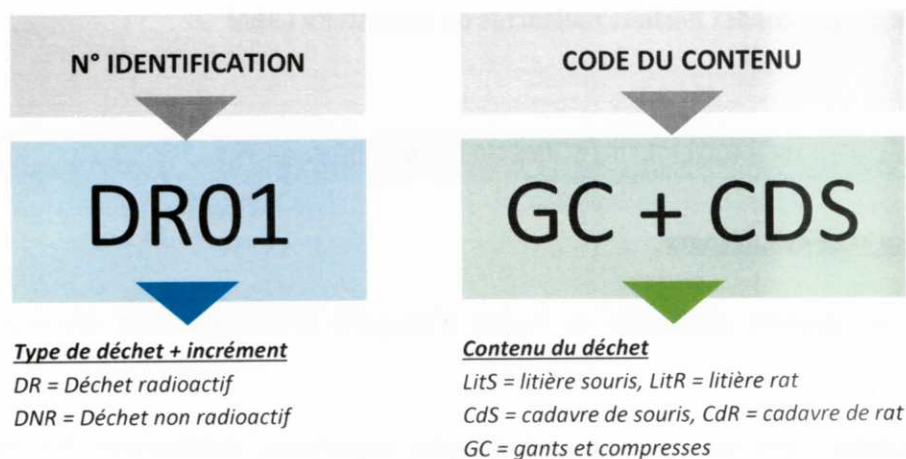 N° IDENTIFICATION
DR01
Type de déchet + incrément
DR = Déchet radioactif
DNR = Déchet non radioactif
CODE DU CONTENU
GC + CDS
Contenu du déchet
LitS = litière souris, LitR = litière rat
CdS = cadavre de souris, CdR = cadavre de rat
GC = gants et compresses